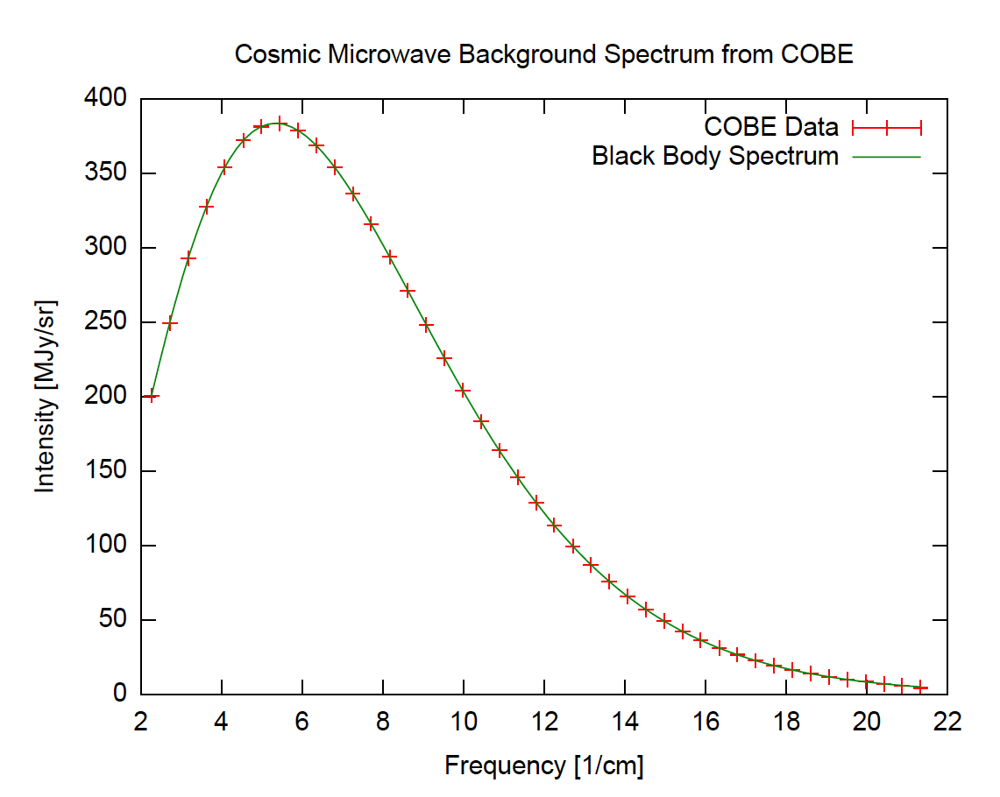 Cosmic Microwave Background Spectrum from COBE
400
350
300
250
200
150
100
50
0
COBE Data
Black Body Spectrum
Intensity [MJy/sr]
2 4 6 8 10 12 14 16 18 20 22
Frequency [1/cm]